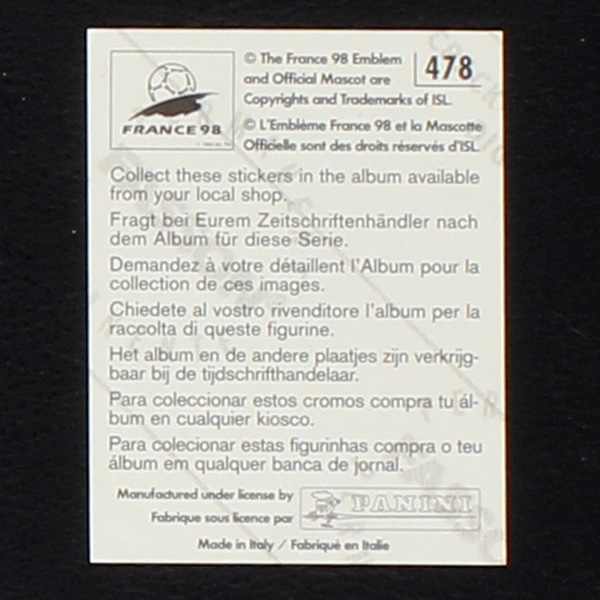 © The France 98 Emblem
and Official Mascot are
Copyrights and Trademarks of ISL.
478
FRANCE 98
© L'Emblème France 98 et la Mascotte
Officielle sont des droits réservés d'ISL.
Collect these stickers in the album available
from your local shop.
Fragt bei Eurem Zeitschriftenhändler nach
dem Album für diese Serie.
Demandez à votre détaillent l'Album pour la
collection de ces images.
Chiedete al vostro rivenditore l'album per la
raccolta di queste figurine.
Het album en de andere plaatjes zijn verkrijg-
baar bij de tijdschrifthandelaar.
Para coleccionar estos cromos compra tu ál-
bum en cualquier kiosco.
Para colecionar estas figurinhas compra o teu
álbum em qualquer banca de jornal.
Manufactured under license by
Fabrique sous licence par
PANINI
Made in Italy / Fabriqué en Italie